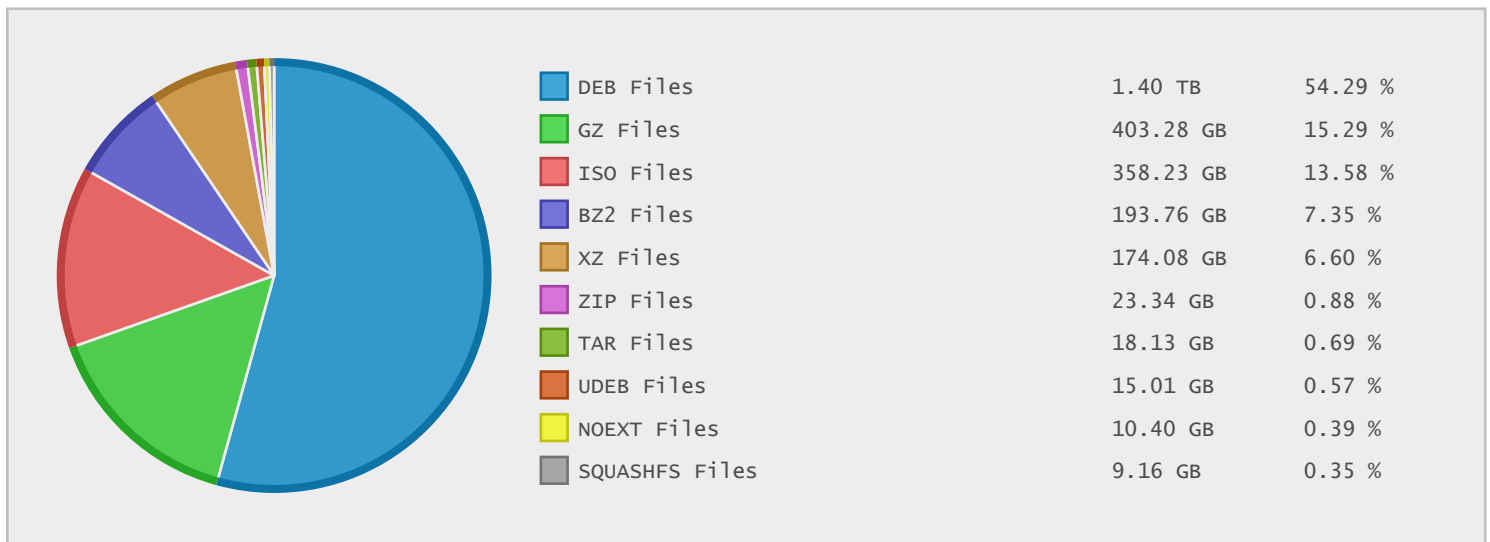 DEB Files 1.40 TB 54.29 %
GZ Files 403.28 GB 15.29 %
ISO Files 358.23 GB 13.58 %
BZ2 Files 193.76 GB 7.35 %
XZ Files 174.08 GB 6.60 %
ZIP Files 23.34 GB 0.88 %
TAR Files 18.13 GB 0.69 %
UDEB Files 15.01 GB 0.57 %
NOEXT Files 10.40 GB 0.39 %
SQUASHFS Files 9.16 GB 0.35 %